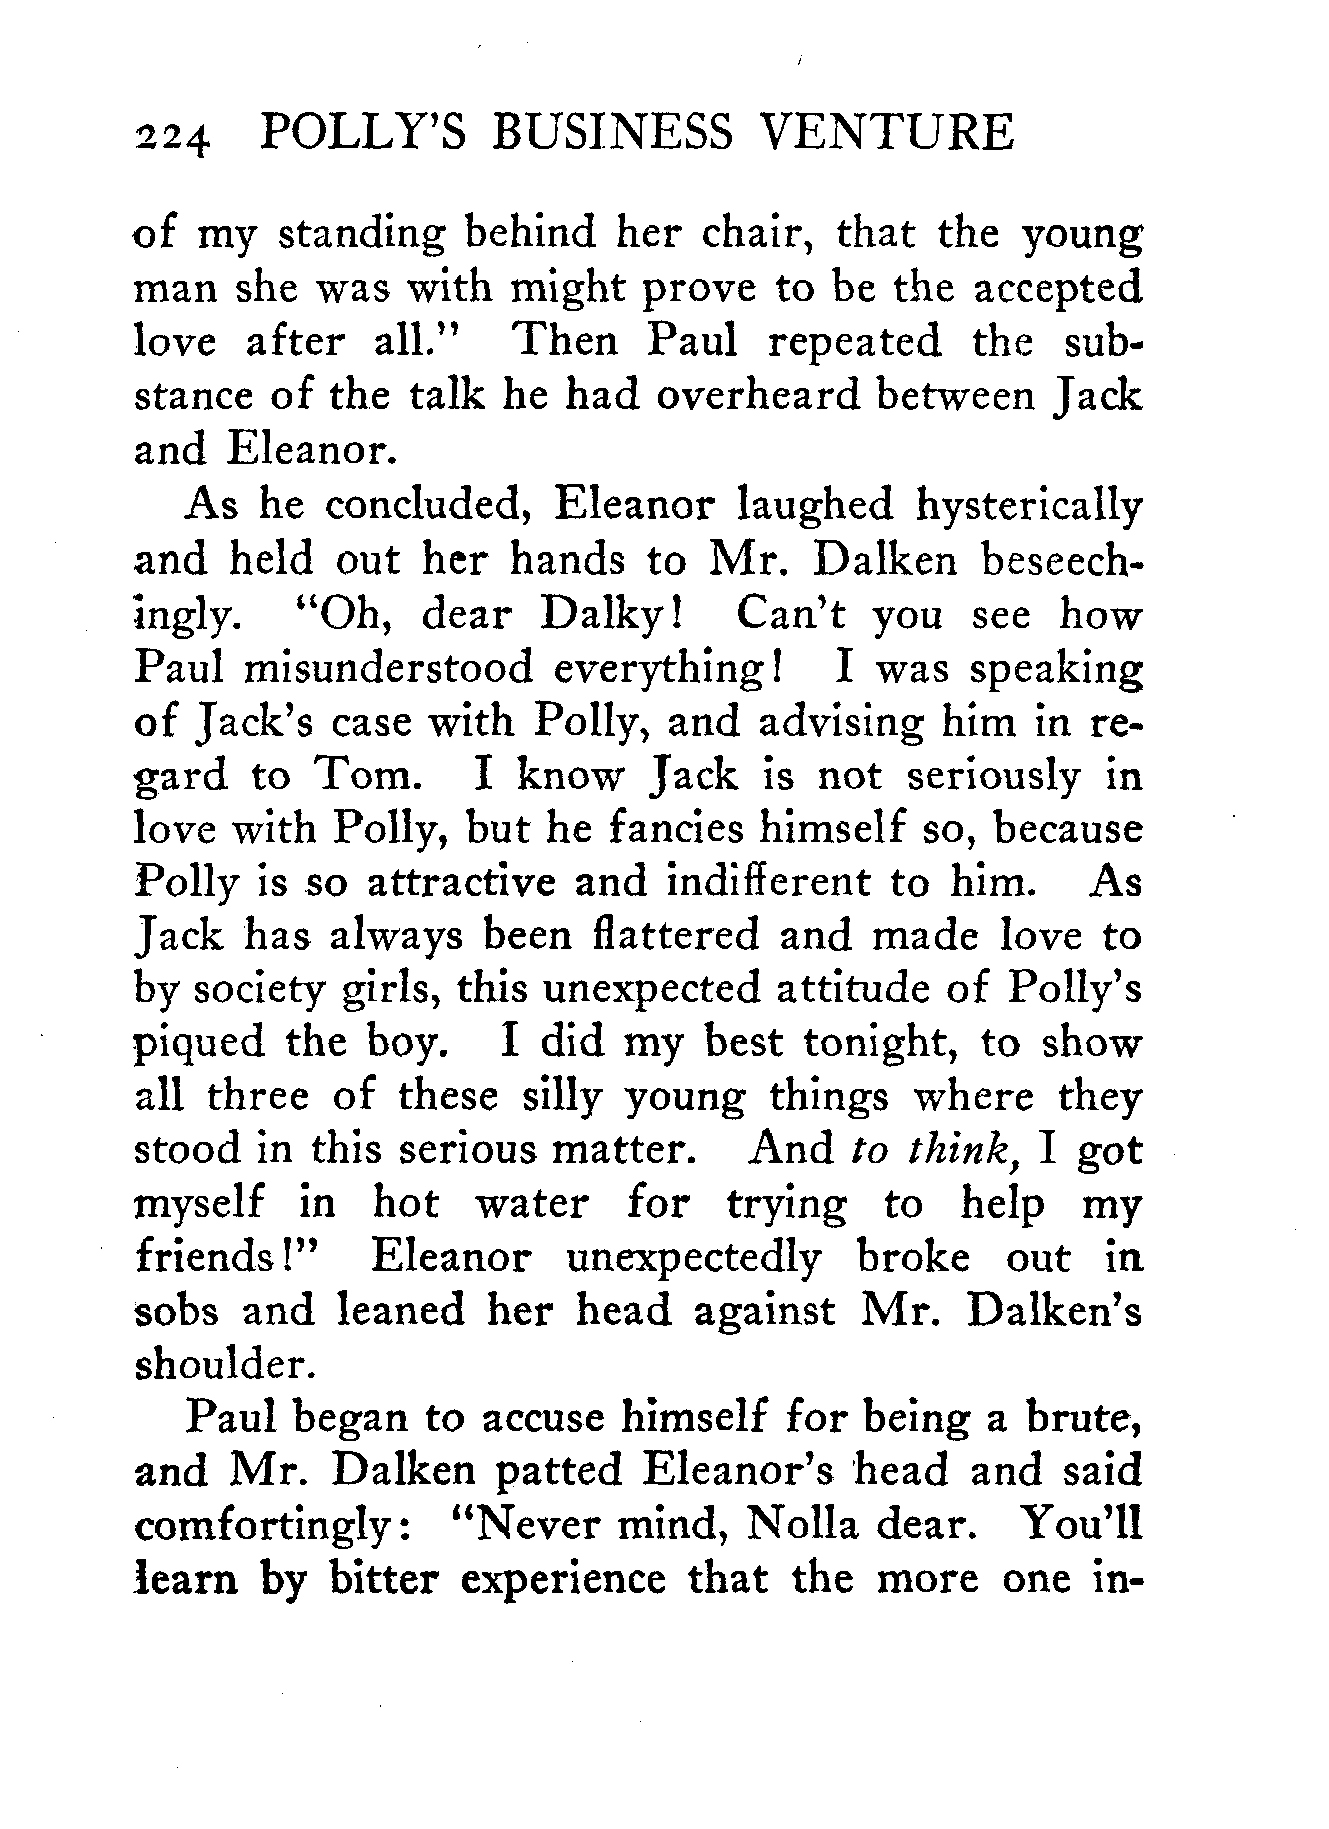 224 POLLY'S BUSINESS VENTURE
of my standing behind her chair, that the young
man she was with might prove to be the accepted
love after all." Then Paul repeated the sub-
stance of the talk he had overheard between Jack
and Eleanor.
As he concluded, Eleanor laughed hysterically
and held out her hands to Mr. Dalken beseech-
ingly. "Oh, dear Dalky! Can't you see how
Paul misunderstood everything! I was speaking
of Jack's case with Polly, and advising him in re-
gard to Tom. I know Jack is not seriously in
love with Polly, but he fancies himself so, because
Polly is so attractive and indifferent to him. As
Jack has always been flattered and made love to
by society girls, this unexpected attitude of Polly's
piqued the boy. I did my best tonight, to show
all three of these silly young things where they
stood in this serious matter. And to think, I got
myself in hot water for trying to help my
friends!" Eleanor unexpectedly broke out in
sobs and leaned her head against Mr. Dalken's
shoulder.
Paul began to accuse himself for being a brute,
and Mr. Dalken patted Eleanor's head and said
comfortingly: "Never mind, Nolla dear. You'll
learn by bitter experience that the more one in-